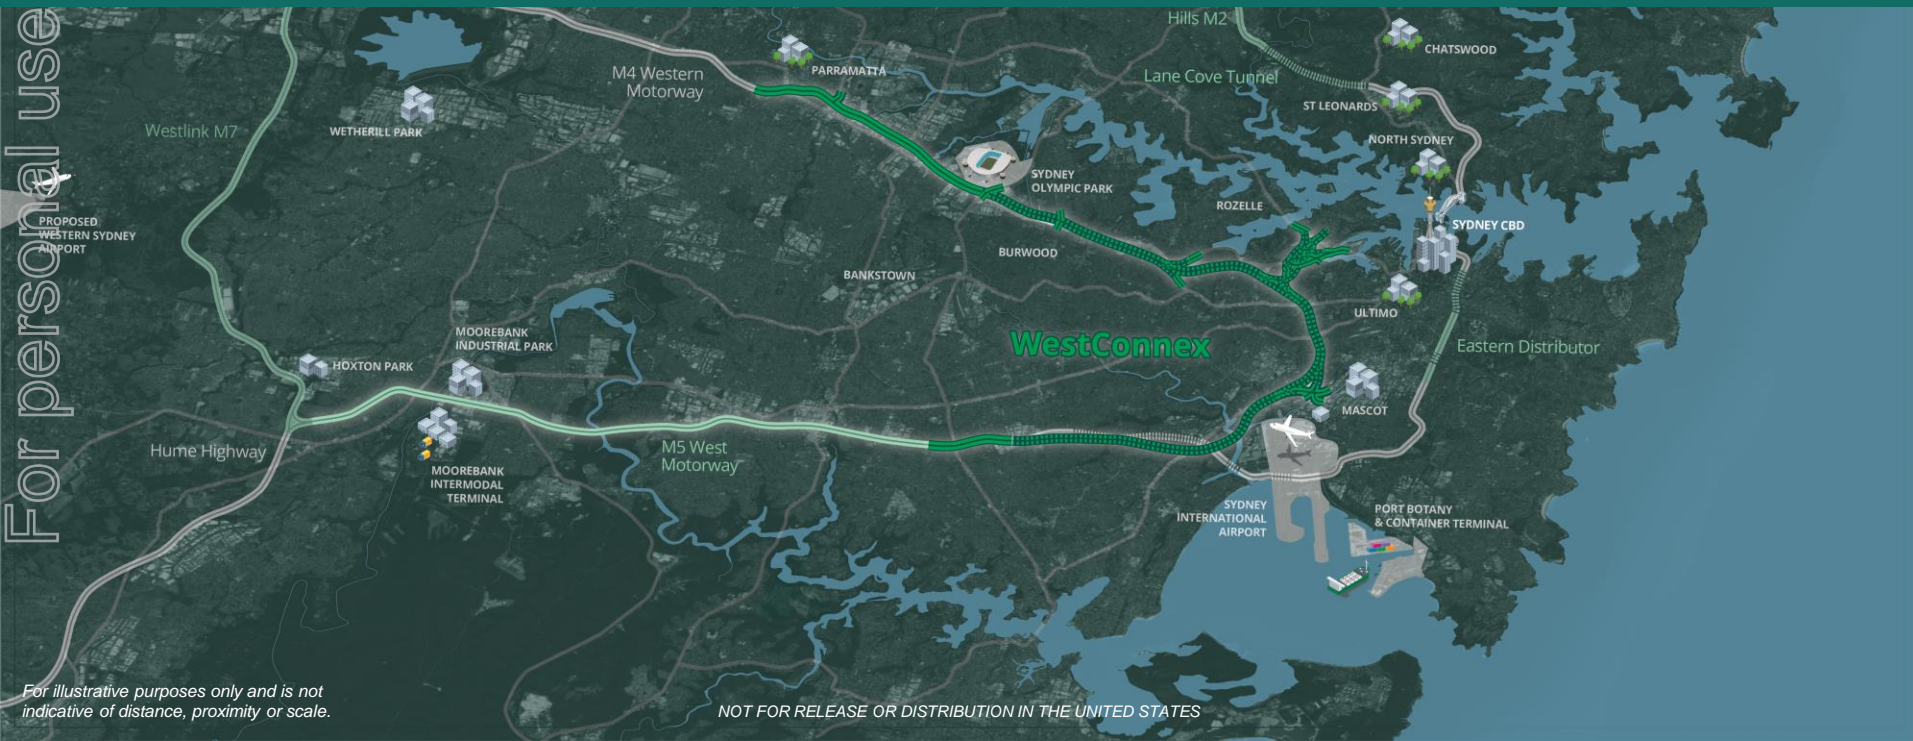 For personal use
Hills M2
CHATSWOOD
M4 Western
Motorway
PARRAMATTA
Lane Cove Tunnel
ST LEONARDS
Westlink M7
WETHERILL PARK
NORTH SYDNEY
SYDNEY
OLYMPIC PARK
ROZELLE
PROPOSED
WESTERN SYDNEY
AIRPORT
SYDNEY CBD
BURWOOD
BANKSTOWN
ULTIMO
MOOREBANK
INDUSTRIAL PARK
WestConnex
Eastern Distributor
HOXTON PARK
MASCOT
Hume Highway
M5 West
Motorway
MOOREBANK
INTERMODAL
TERMINAL
SYDNEY
INTERNATIONAL
AIRPORT
PORT BOTANY
& CONTAINER TERMINAL
For illustrative purposes only and is not
indicative of distance, proximity or scale.
NOT FOR RELEASE OR DISTRIBUTION IN THE UNITED STATES